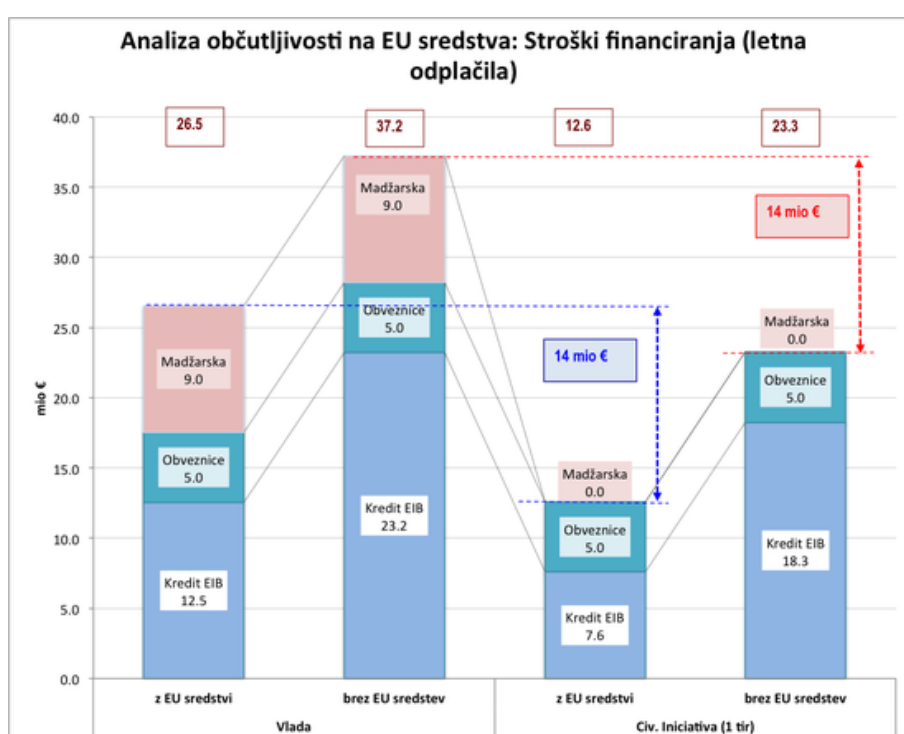 Analiza občutljivosti na EU sredstva: Stroški financiranja (letna
odplačila)
26.5
37.2
12.6
23.3
40.0
35.0
30.0
25.0
20.0
15.0
10.0
5.0
0.0
mio €
Madžarska
9.0
Obveznice
5.0
Kredit EIB
12.5
Madžarska
9.0
Obveznice
5.0
Kredit EIB
23.2
14 mio €
Madžarska
0.0
Obveznice
5.0
Kredit EIB
7.6
14 mio €
Madžarska
0.0
Obveznice
5.0
Kredit EIB
18.3
z EU sredstvi
brez EU sredstev
z EU sredstvi
brez EU sredstev
Vlada
Civ. Iniciativa (1 tir)